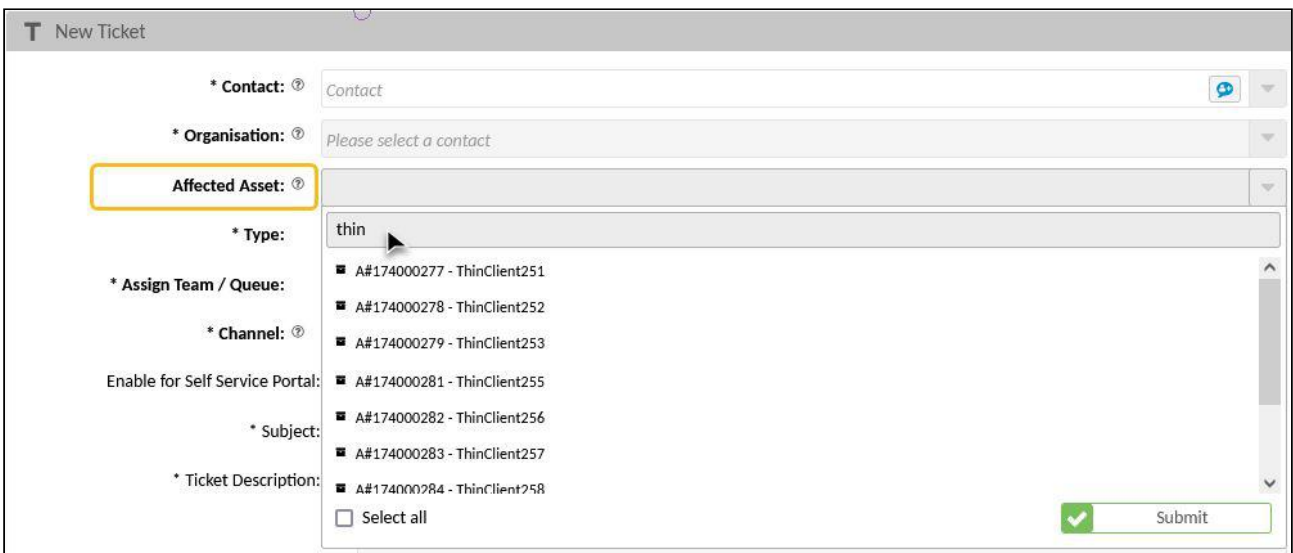 T New Ticket
* Contact: ? Contact
* Organisation: ? Please select a contact
Affected Asset: ?
thin
* Type:
A#174000277 - ThinClient251
* Assign Team / Queue:
A#174000278 - ThinClient252
* Channel: ?
A#174000279 - ThinClient253
Enable for Self Service Portal:
A#174000281 - ThinClient255
A#174000282 - ThinClient256
* Subject:
A#174000283 - ThinClient257
* Ticket Description:
A#174000284 - ThinClient258
Select all
Submit